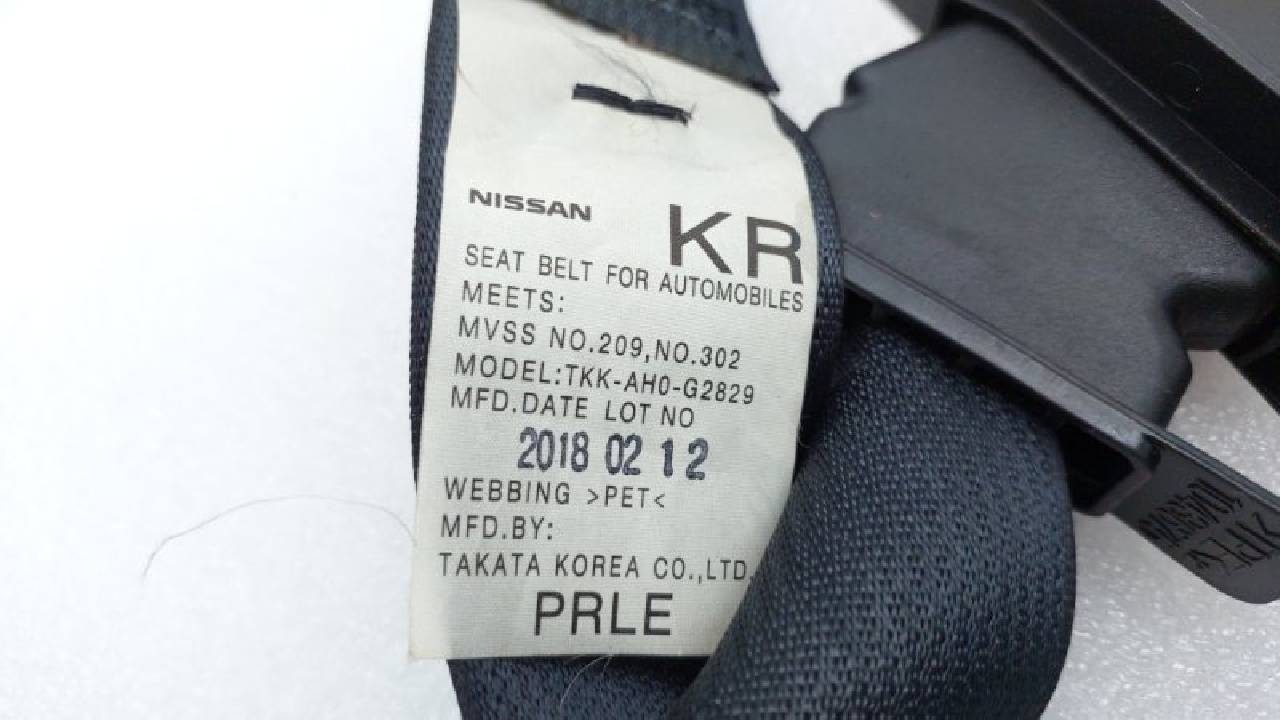 NISSAN KR
SEAT BELT FOR AUTOMOBILES
MEETS:
MVSS NO.209,NO.302
MODEL:TKK-AH0-G2829
MFD.DATE LOT NO
2018 02 12
WEBBING >PET<
MFD.BY:
TAKATA KOREA CO.,LTD.
PRLE